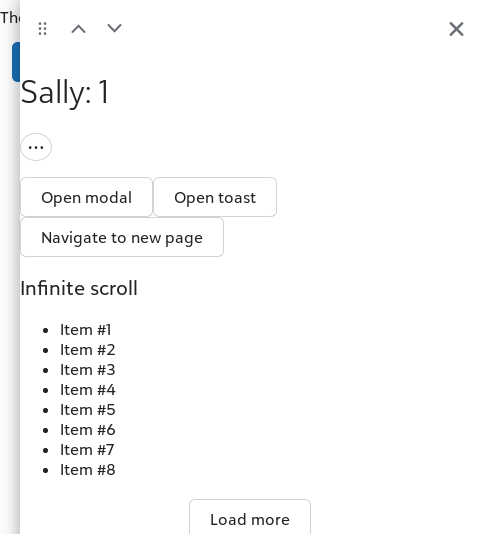 The
Sally: 1
Open modal
Open toast
Navigate to new page
Infinite scroll
Item #1
Item #2
Item #3
Item #4
Item #5
Item #6
Item #7
Item #8
Load more